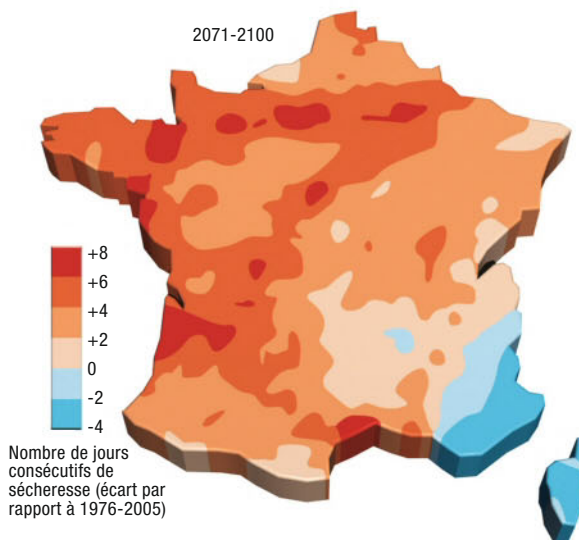 2071-2100
+8
+6
+4
+2
0
-2
-4
Nombre de jours
consécutifs de
sécheresse (écart par
rapport à 1976-2005)